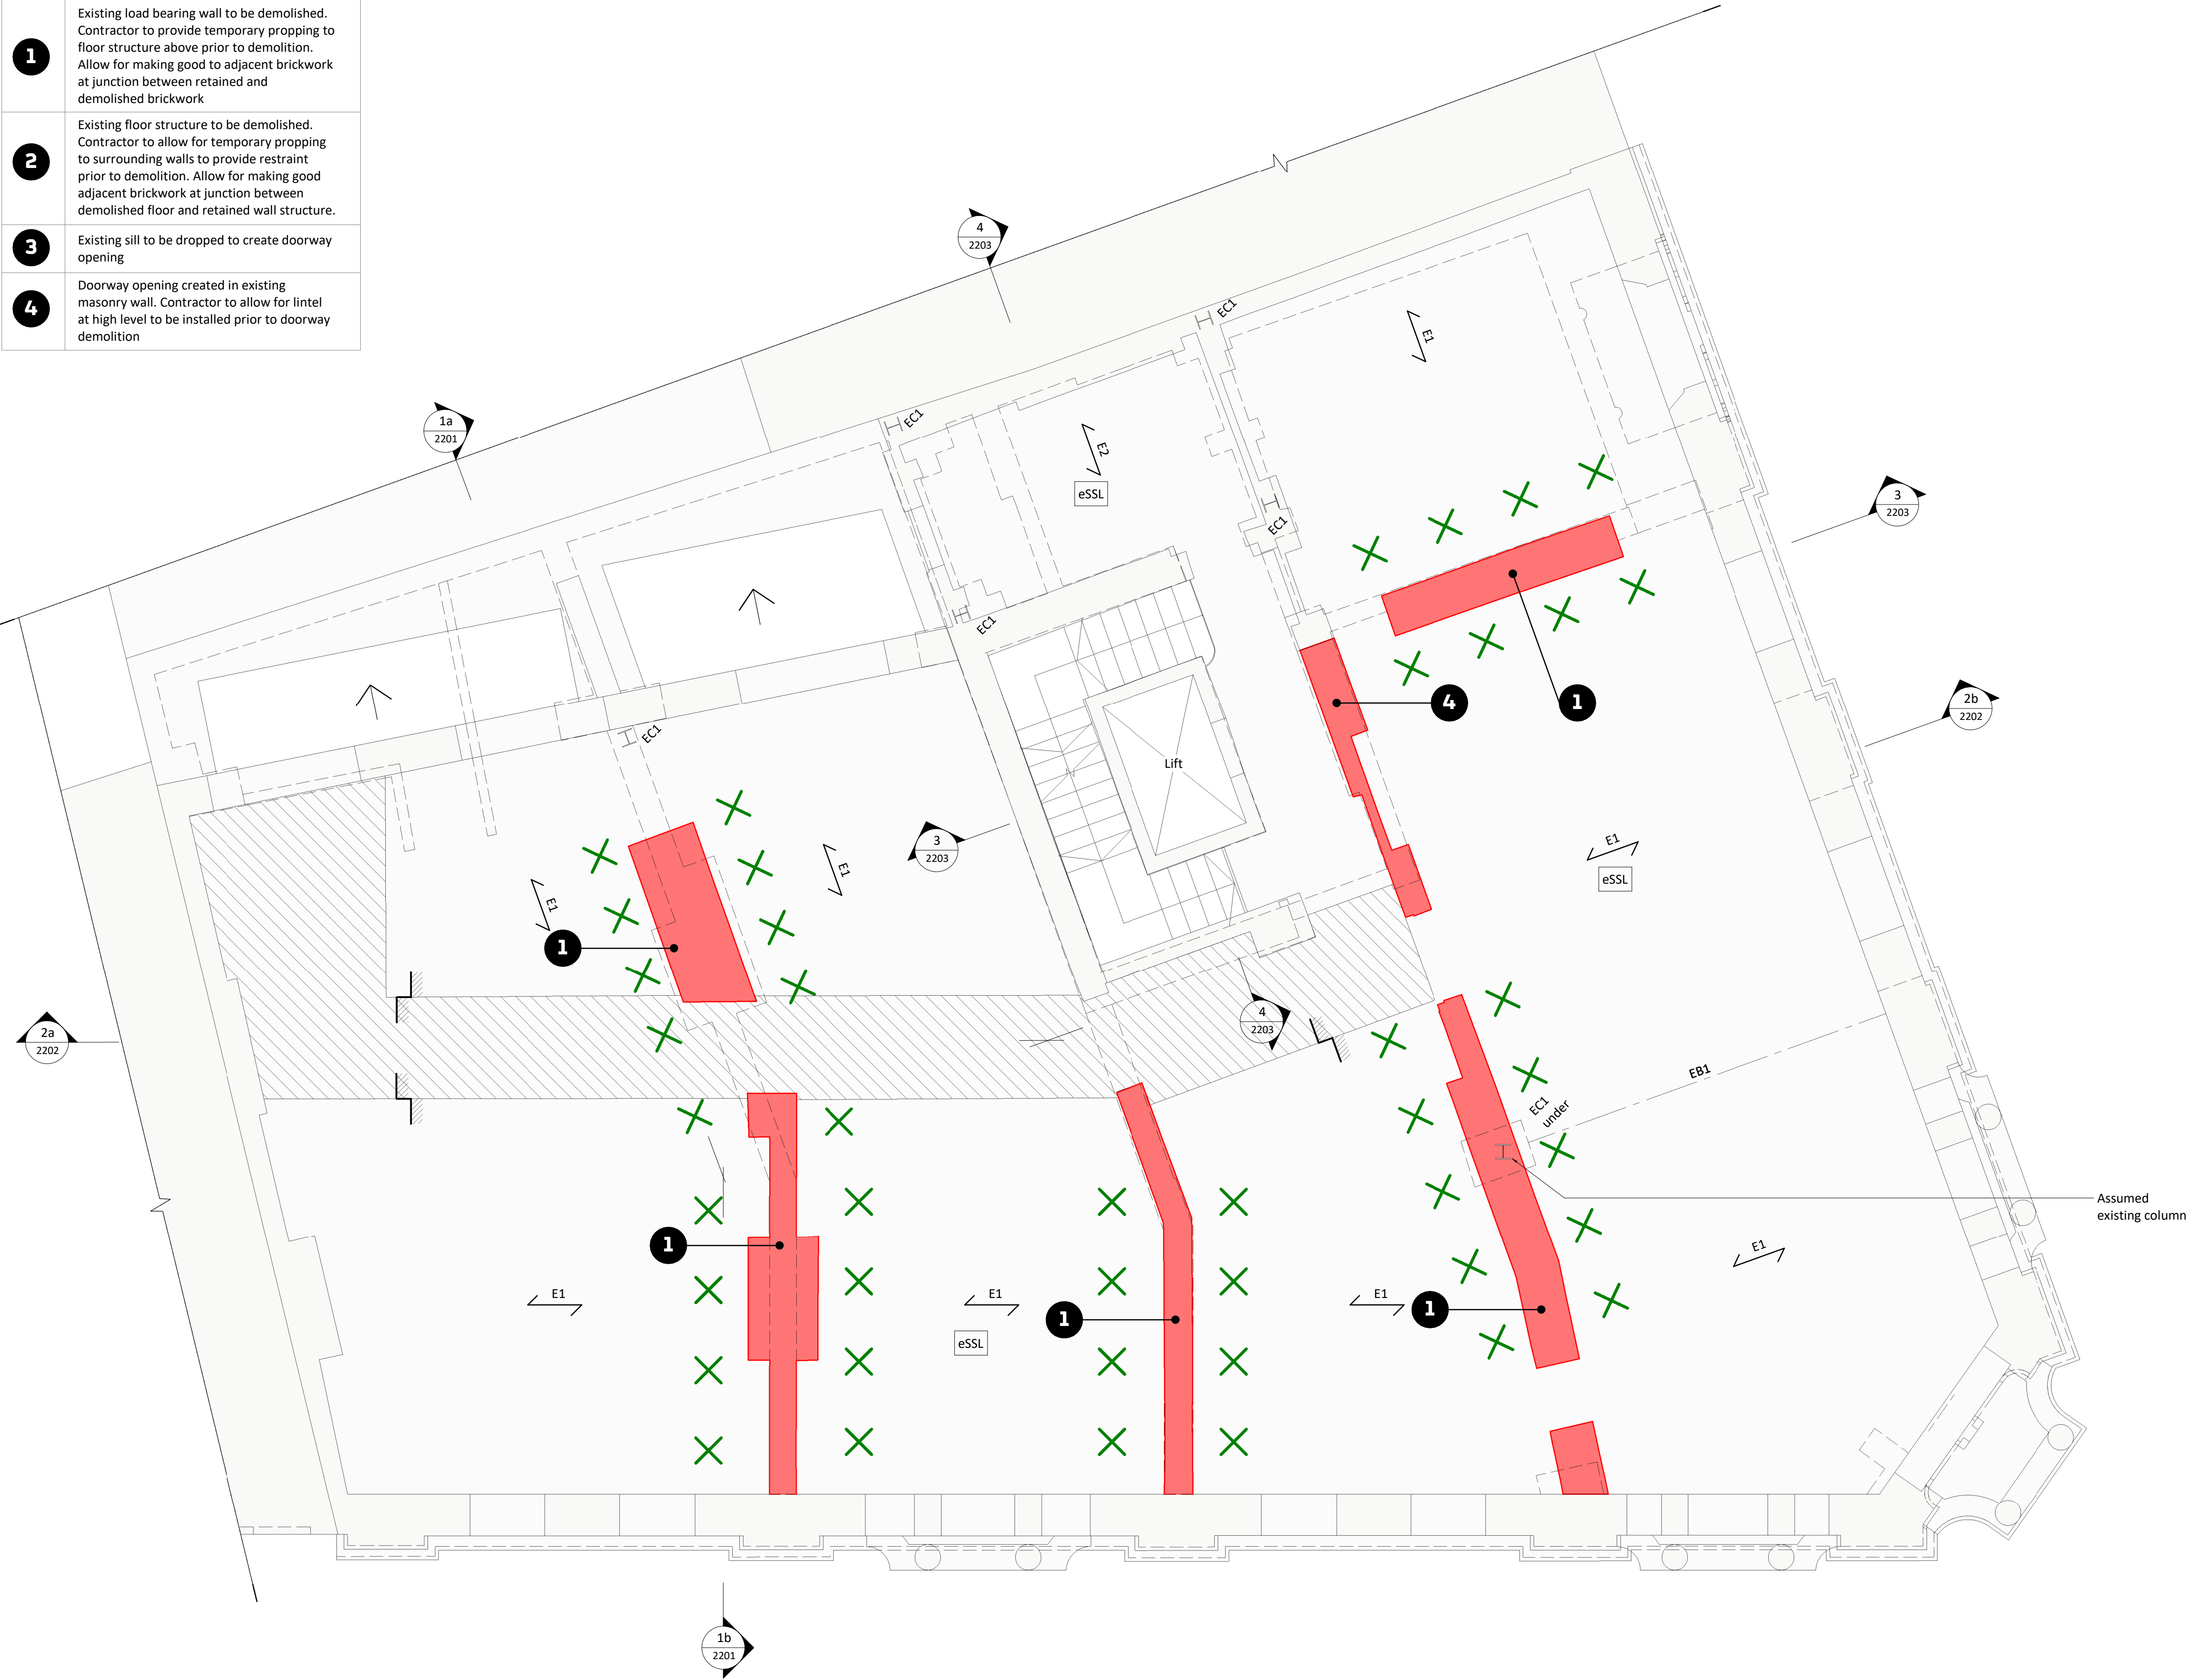 1
Existing load bearing wall to be demolished.
Contractor to provide temporary propping to
floor structure above prior to demolition.
Allow for making good to adjacent brickwork
at junction between retained and
demolished brickwork
2
Existing floor structure to be demolished.
Contractor to allow for temporary propping
to surrounding walls to provide restraint
prior to demolition. Allow for making good
adjacent brickwork at junction between
demolished floor and retained wall structure.
3
Existing sill to be dropped to create doorway
opening
4
Doorway opening created in existing
masonry wall. Contractor to allow for lintel
at high level to be installed prior to doorway
demolition
4
2203
EC1
E1
1a
2201
EC1
E2
eSSL
3
2203
EC1
EC1
4
1
2b
2202
EC1
Lift
3
2203
E1
E1
E1
eSSL
1
4
2203
2a
2202
EB1
EC1
under
Assumed
existing column
1
E1
E1
E1
E1
1
1
eSSL
1b
2201